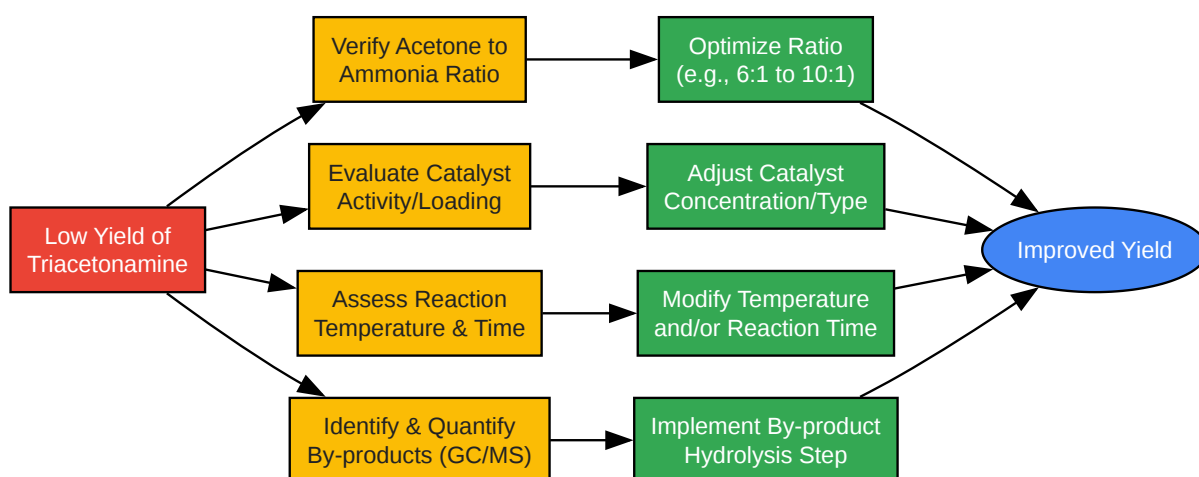 Verify Acetone to
Ammonia Ratio
Optimize Ratio
(e.g., 6:1 to 10:1)
Evaluate Catalyst
Activity/Loading
Adjust Catalyst
Concentration/Type
Low Yield of
Triacetonamine
Improved Yield
Assess Reaction
Temperature & Time
Modify Temperature
and/or Reaction Time
Identify & Quantify
By-products (GC/MS)
Implement By-product
Hydrolysis Step